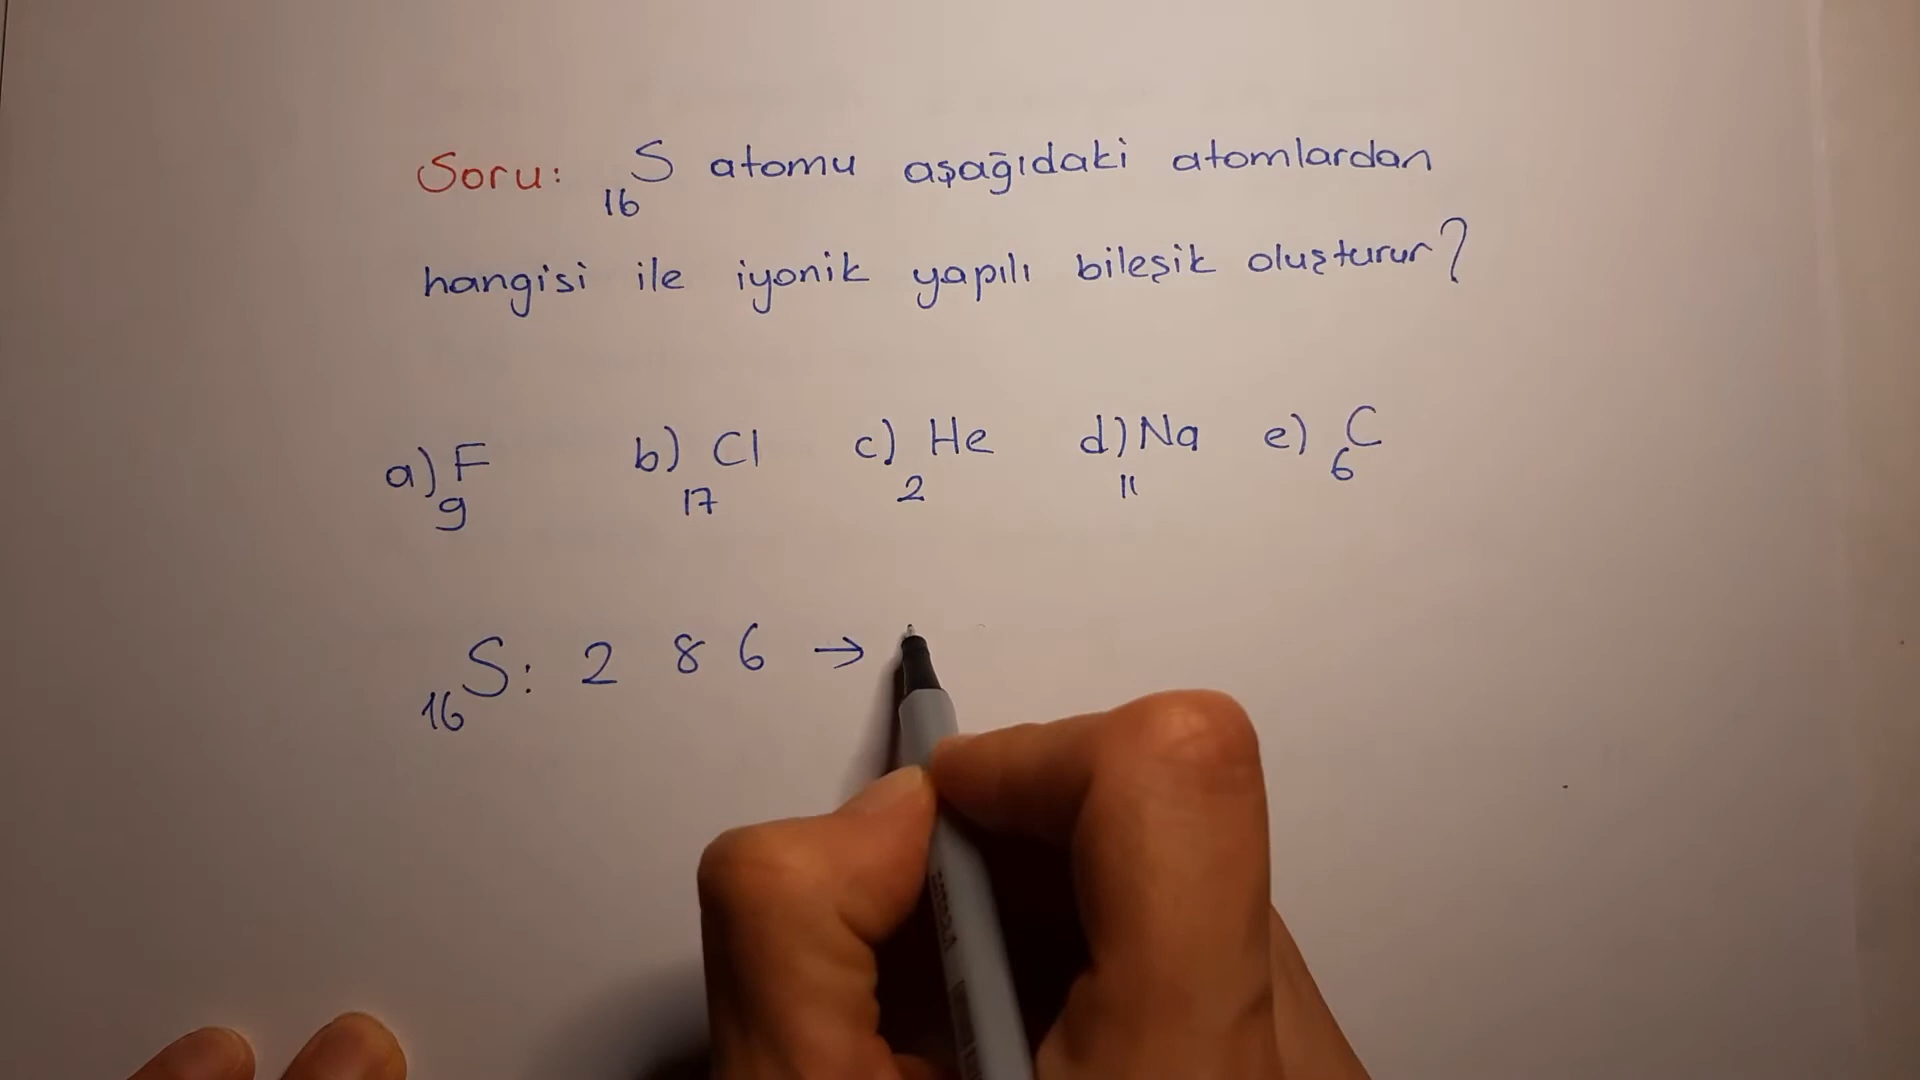 Soru: 16S atomu aşağıdaki atomlardan
hangisi ile iyonik yapılı bileşik oluşturur?
a) 9F b) 17Cl c) 2He d) 11Na e) 6C
16S: 2 8 6 →